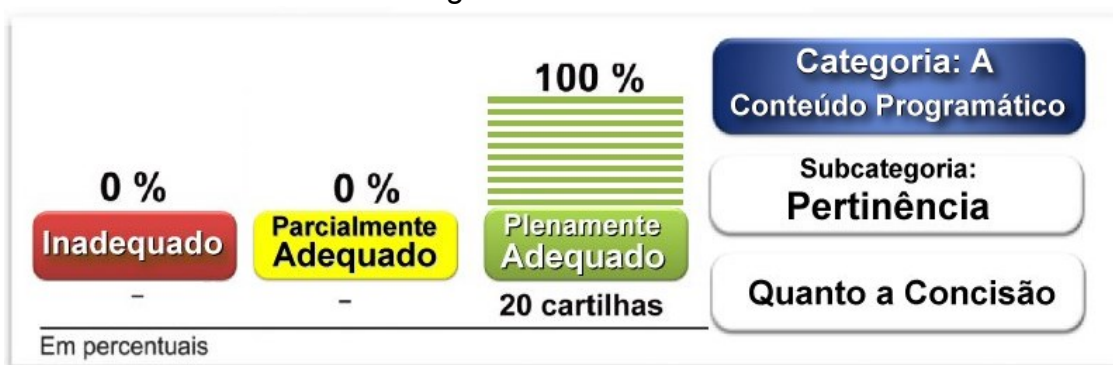 100 %
0 %
0 %
Inadequado
Parcialmente
Adequado
Plenamente
Adequado
–
–
20 cartilhas
Em percentuais
Categoria: A
Conteúdo Programático
Subcategoria:
Pertinência
Quanto a Concisão